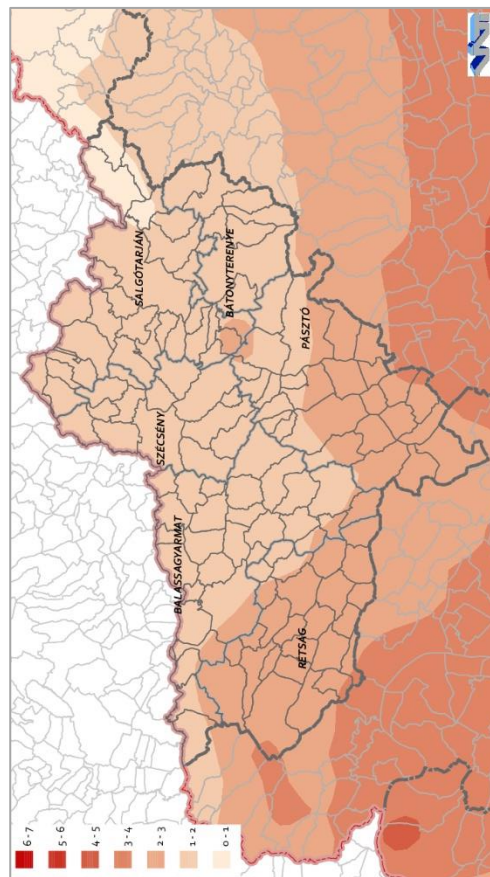 SALGÓTARJÁN
BÁTONYTERENYE
PÁSZTÓ
SZÉCSÉNY
BALASSAGYARMAT
RÉTSÁG
6 - 7
5 - 6
4 - 5
3 - 4
2 - 3
1 - 2
0 - 1